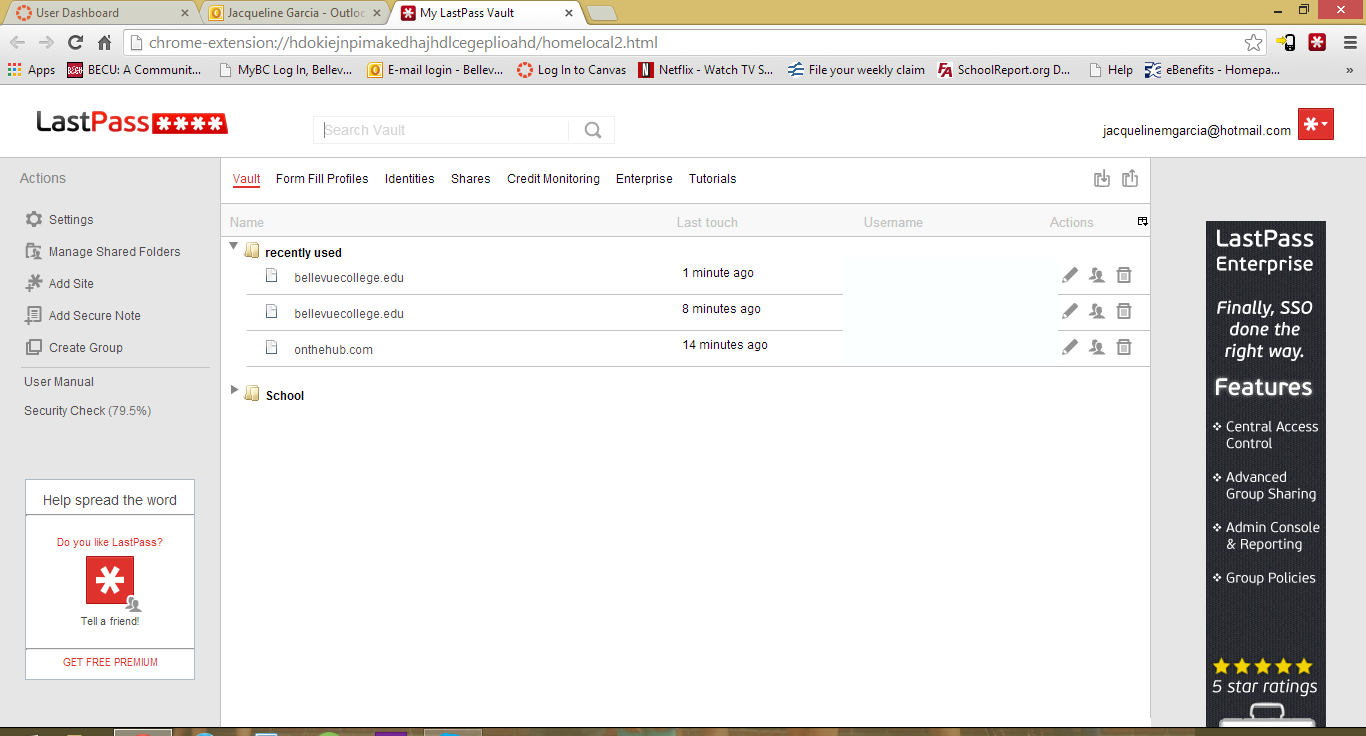 User Dashboard
Jacqueline Garcia - Outloo
My LastPass Vault
chrome-extension://hdokiejnpimakedhajhdlcegeplioahd/homelocal2.html
Apps
BECU: A Communit...
MyBC Log In, Bellev...
E-mail login - Bellev...
Log In to Canvas
Netflix - Watch TV S...
File your weekly claim
SchoolReport.org D...
Help
eBenefits - Homepa...
»
LastPass ****
Search Vault
jacquelinemgarcia@hotmail.com
Actions
Settings
Manage Shared Folders
Add Site
Add Secure Note
Create Group
User Manual
Security Check (79.5%)
Help spread the word
Do you like LastPass?
Tell a friend!
GET FREE PREMIUM
Vault Form Fill Profiles Identities Shares Credit Monitoring Enterprise Tutorials
Name Last touch Username Actions
recently used
bellevuecollege.edu 1 minute ago
bellevuecollege.edu 8 minutes ago
onthehub.com 14 minutes ago
School
LastPass
Enterprise
Finally, SSO
done the
right way.
Features
Central Access
Control
Advanced
Group Sharing
Admin Console
& Reporting
Group Policies
5 star ratings